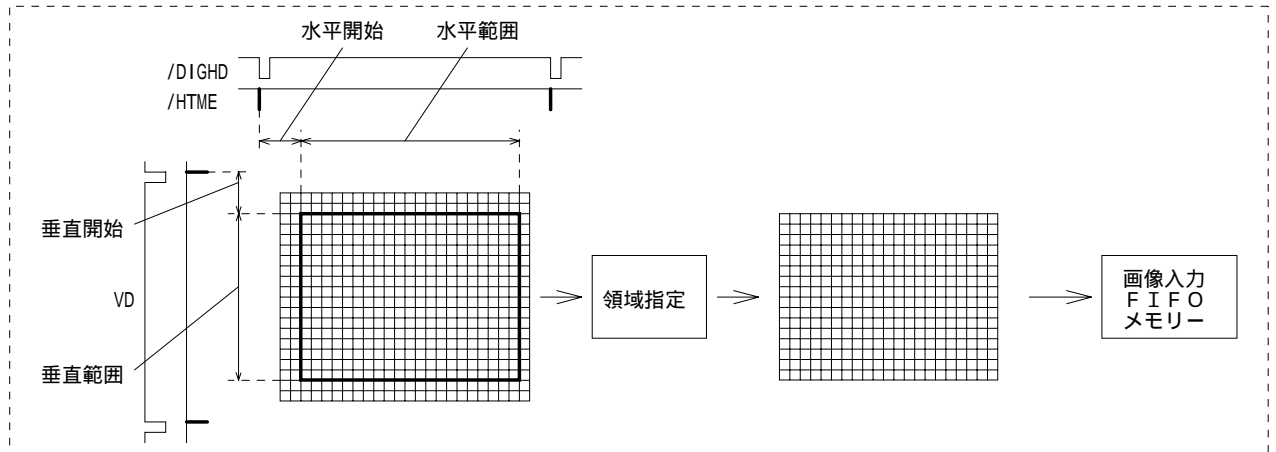 水平開始
水平範囲
/DIGHD
/HTME
垂直開始
VD
垂直範囲
領域指定
画像入力
ＦＩＦＯ
メモリー